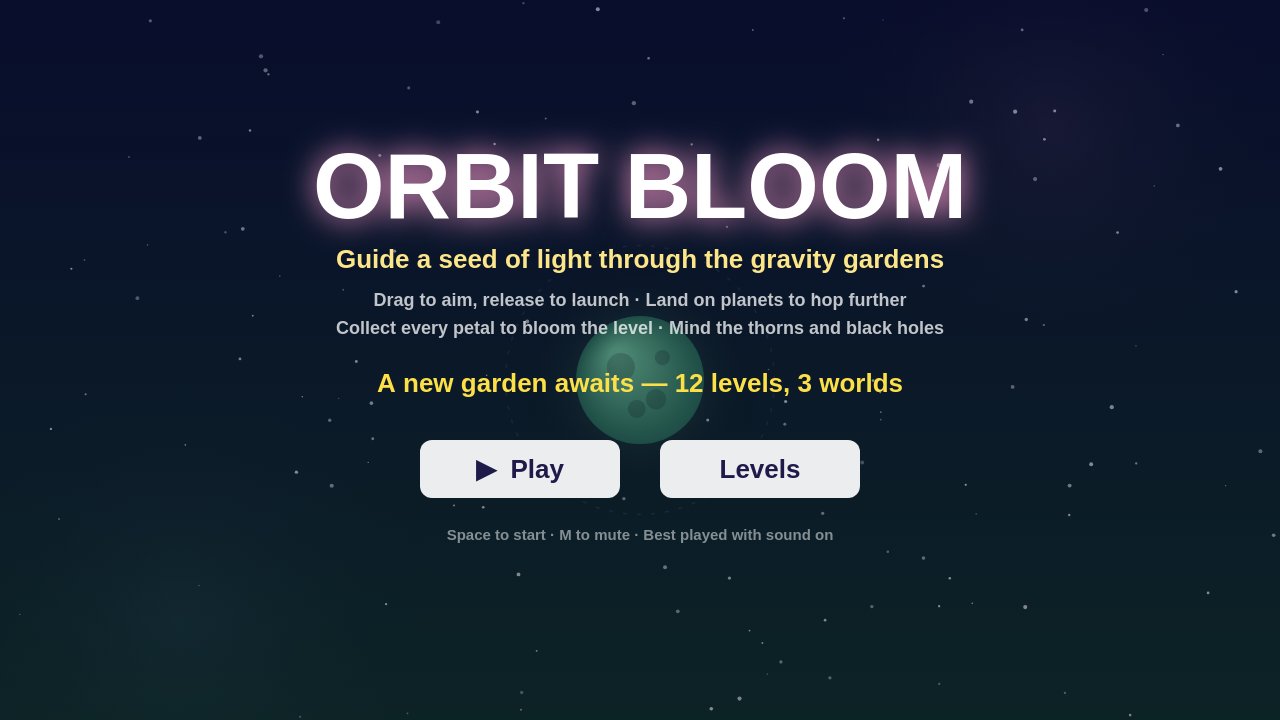 ORBIT BLOOM
Guide a seed of light through the gravity gardens
Drag to aim, release to launch · Land on planets to hop further
Collect every petal to bloom the level · Mind the thorns and black holes
A new garden awaits — 12 levels, 3 worlds
▶ Play
Levels
Space to start · M to mute · Best played with sound on